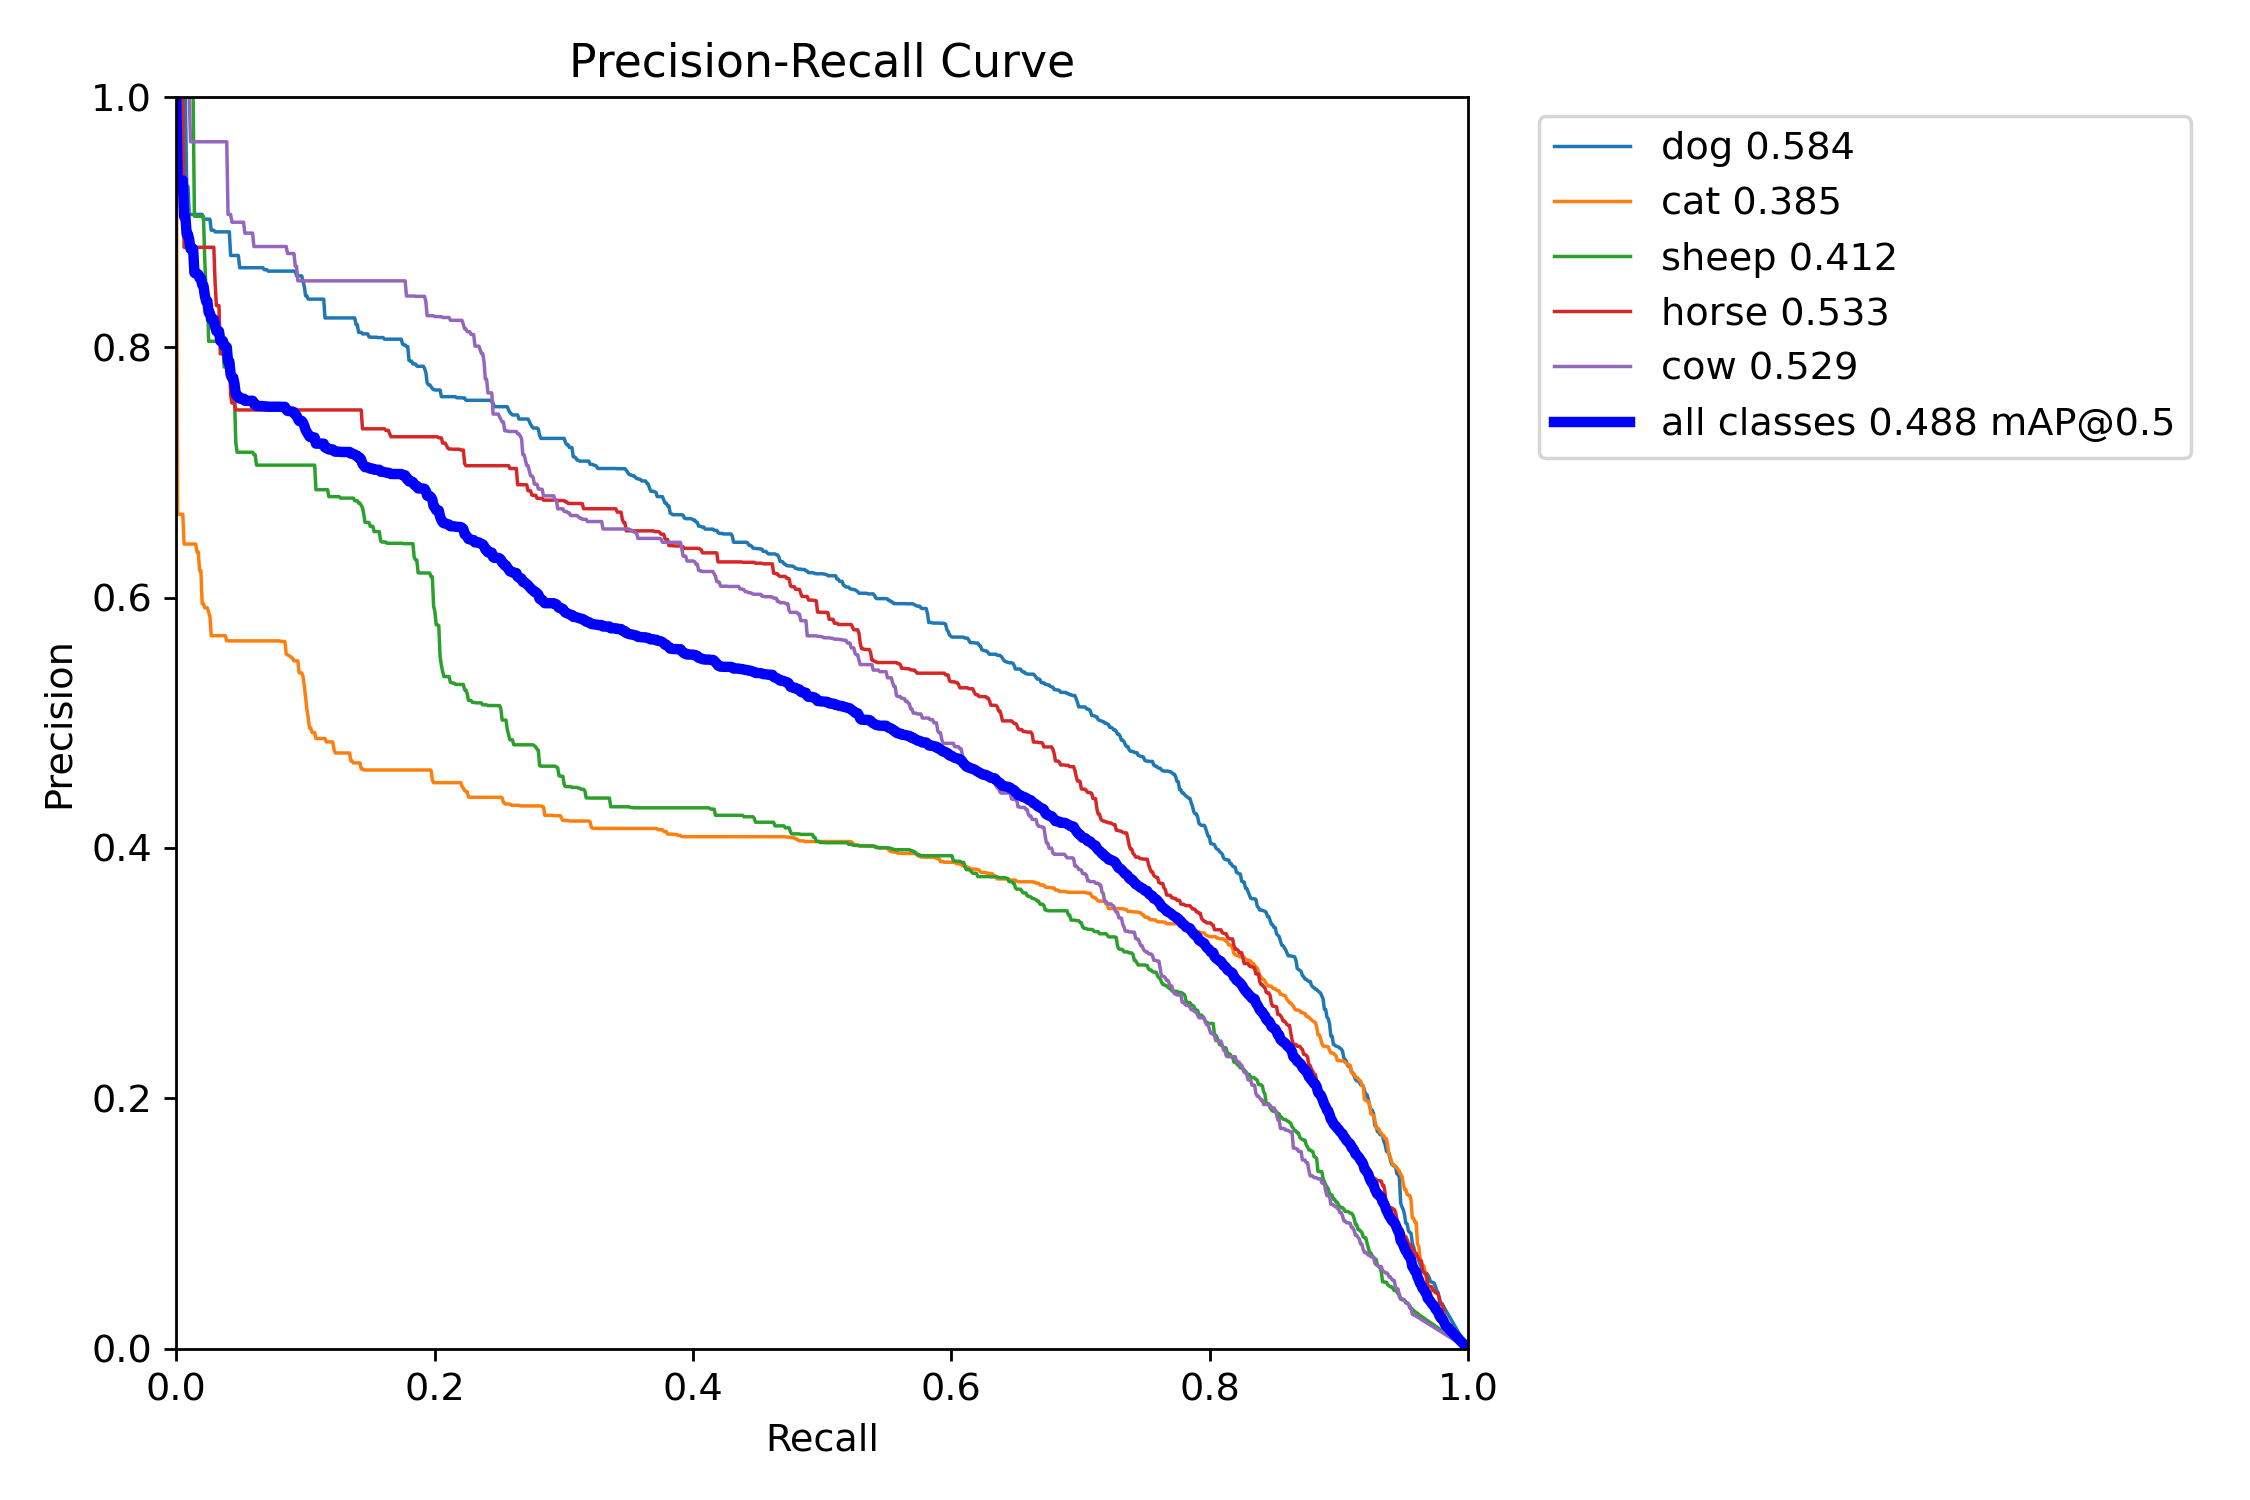 Precision-Recall Curve
1.0
0.8
0.6
0.4
0.2
0.0
Precision
0.0 0.2 0.4 0.6 0.8 1.0
Recall
dog 0.584
cat 0.385
sheep 0.412
horse 0.533
cow 0.529
all classes 0.488 mAP@0.5